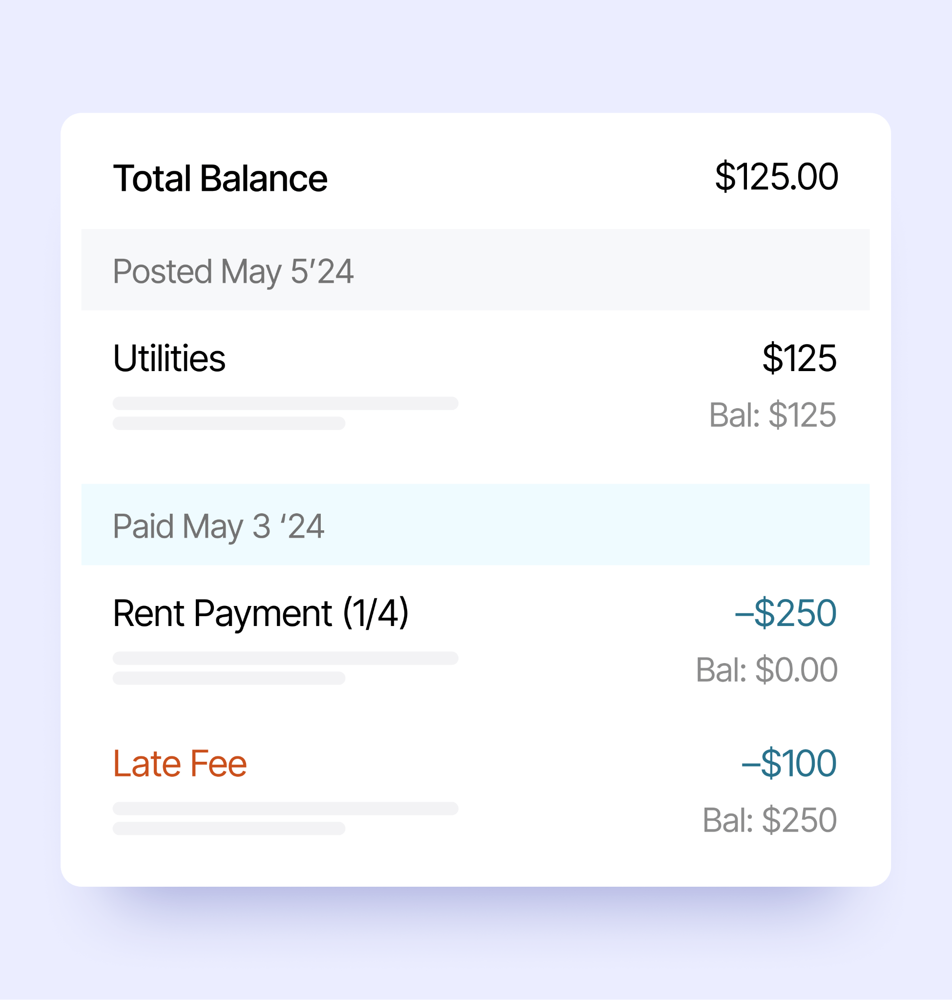 Total Balance $125.00
Posted May 5’24
Utilities $125
Bal: $125
Paid May 3 ‘24
Rent Payment (1/4) –$250
Bal: $0.00
Late Fee –$100
Bal: $250